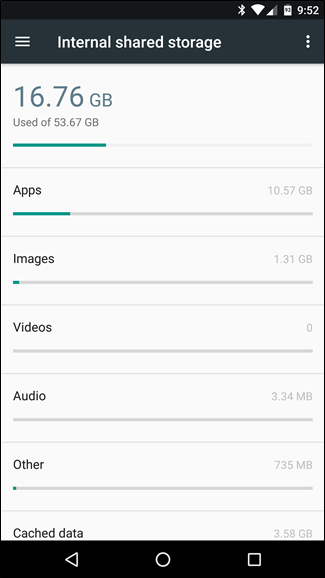 9:52
Internal shared storage
16.76 GB
Used of 53.67 GB
Apps 10.57 GB
Images 1.31 GB
Videos 0
Audio 3.34 MB
Other 735 MB
Cached data 3.58 GB